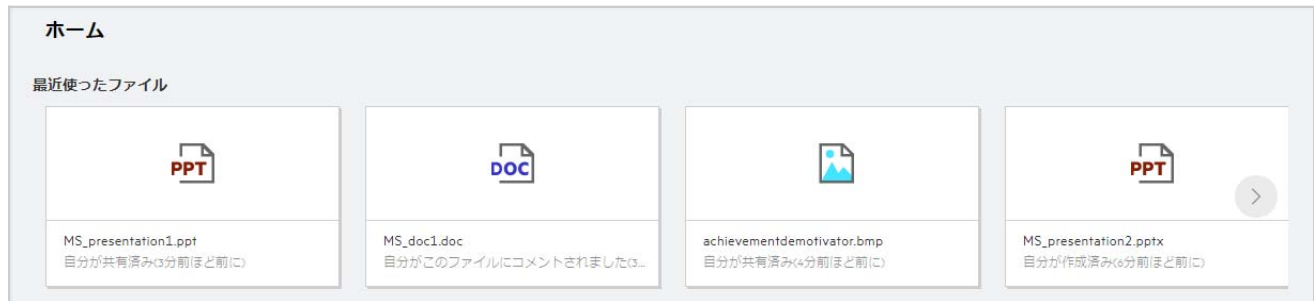 ホーム
最近使ったファイル
PPT
DOC
PPT
MS_presentation1.ppt
自分が共有済み(3分前ほど前に)
MS_doc1.doc
自分がこのファイルにコメントされました(3...
achievementdemotivator.bmp
自分が共有済み(4分前ほど前に)
MS_presentation2.pptx
自分が作成済み(6分前ほど前に)